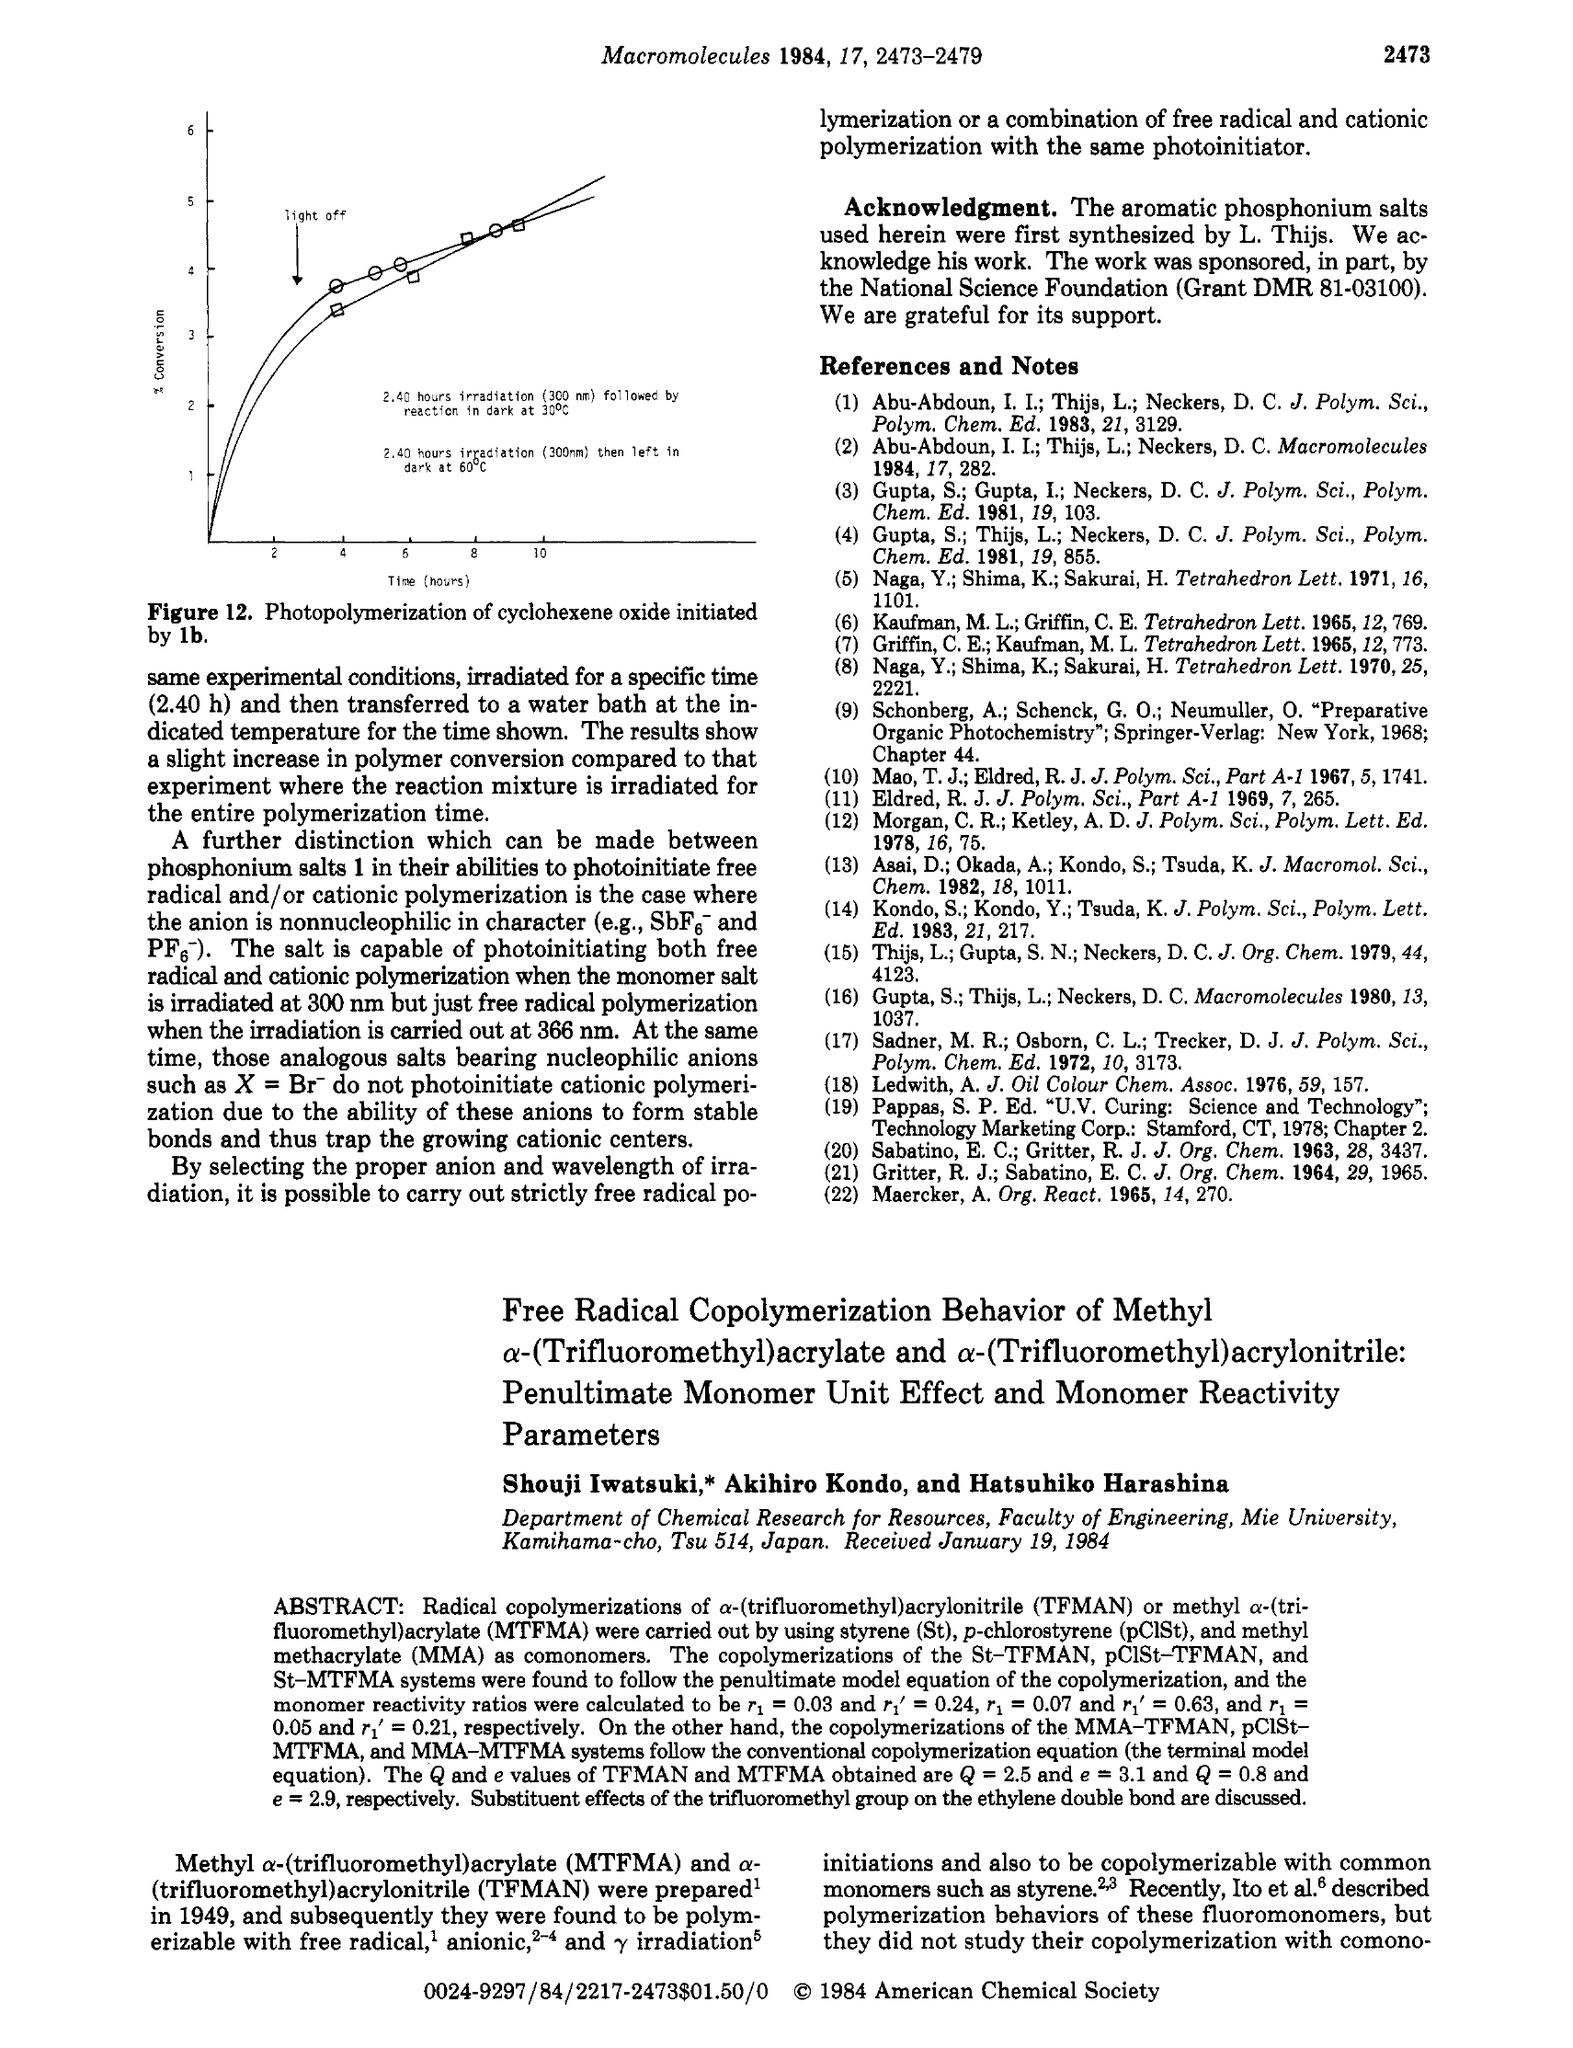 Macromolecules 1984, 17, 2473–2479
2473
6
5
4
3
2
1
light off
% Conversion
2.40 hours irradiation (300 nm) followed by
reaction in dark at 30°C
2.40 hours irradiation (300nm) then left in
dark at 60°C
2 4 6 8 10
Time (hours)
Figure 12. Photopolymerization of cyclohexene oxide initiated
by 1b.
same experimental conditions, irradiated for a specific time
(2.40 h) and then transferred to a water bath at the in-
dicated temperature for the time shown. The results show
a slight increase in polymer conversion compared to that
experiment where the reaction mixture is irradiated for
the entire polymerization time.
A further distinction which can be made between
phosphonium salts 1 in their abilities to photoinitiate free
radical and/or cationic polymerization is the case where
the anion is nonnucleophilic in character (e.g., SbF₆⁻ and
PF₆⁻). The salt is capable of photoinitiating both free
radical and cationic polymerization when the monomer salt
is irradiated at 300 nm but just free radical polymerization
when the irradiation is carried out at 366 nm. At the same
time, those analogous salts bearing nucleophilic anions
such as X = Br⁻ do not photoinitiate cationic polymeri-
zation due to the ability of these anions to form stable
bonds and thus trap the growing cationic centers.
By selecting the proper anion and wavelength of irra-
diation, it is possible to carry out strictly free radical po-
lymerization or a combination of free radical and cationic
polymerization with the same photoinitiator.
Acknowledgment. The aromatic phosphonium salts
used herein were first synthesized by L. Thijs. We ac-
knowledge his work. The work was sponsored, in part, by
the National Science Foundation (Grant DMR 81-03100).
We are grateful for its support.
References and Notes
(1) Abu-Abdoun, I. I.; Thijs, L.; Neckers, D. C. J. Polym. Sci.,
Polym. Chem. Ed. 1983, 21, 3129.
(2) Abu-Abdoun, I. I.; Thijs, L.; Neckers, D. C. Macromolecules
1984, 17, 282.
(3) Gupta, S.; Gupta, I.; Neckers, D. C. J. Polym. Sci., Polym.
Chem. Ed. 1981, 19, 103.
(4) Gupta, S.; Thijs, L.; Neckers, D. C. J. Polym. Sci., Polym.
Chem. Ed. 1981, 19, 855.
(5) Naga, Y.; Shima, K.; Sakurai, H. Tetrahedron Lett. 1971, 16,
1101.
(6) Kaufman, M. L.; Griffin, C. E. Tetrahedron Lett. 1965, 12, 769.
(7) Griffin, C. E.; Kaufman, M. L. Tetrahedron Lett. 1965, 12, 773.
(8) Naga, Y.; Shima, K.; Sakurai, H. Tetrahedron Lett. 1970, 25,
2221.
(9) Schonberg, A.; Schenck, G. O.; Neumuller, O. “Preparative
Organic Photochemistry”; Springer-Verlag: New York, 1968;
Chapter 44.
(10) Mao, T. J.; Eldred, R. J. J. Polym. Sci., Part A-1 1967, 5, 1741.
(11) Eldred, R. J. J. Polym. Sci., Part A-1 1969, 7, 265.
(12) Morgan, C. R.; Ketley, A. D. J. Polym. Sci., Polym. Lett. Ed.
1978, 16, 75.
(13) Asai, D.; Okada, A.; Kondo, S.; Tsuda, K. J. Macromol. Sci.,
Chem. 1982, 18, 1011.
(14) Kondo, S.; Kondo, Y.; Tsuda, K. J. Polym. Sci., Polym. Lett.
Ed. 1983, 21, 217.
(15) Thijs, L.; Gupta, S. N.; Neckers, D. C. J. Org. Chem. 1979, 44,
4123.
(16) Gupta, S.; Thijs, L.; Neckers, D. C. Macromolecules 1980, 13,
1037.
(17) Sadner, M. R.; Osborn, C. L.; Trecker, D. J. J. Polym. Sci.,
Polym. Chem. Ed. 1972, 10, 3173.
(18) Ledwith, A. J. Oil Colour Chem. Assoc. 1976, 59, 157.
(19) Pappas, S. P. Ed. “U.V. Curing: Science and Technology”;
Technology Marketing Corp.: Stamford, CT, 1978; Chapter 2.
(20) Sabatino, E. C.; Gritter, R. J. J. Org. Chem. 1963, 28, 3437.
(21) Gritter, R. J.; Sabatino, E. C. J. Org. Chem. 1964, 29, 1965.
(22) Maercker, A. Org. React. 1965, 14, 270.
Free Radical Copolymerization Behavior of Methyl
α-(Trifluoromethyl)acrylate and α-(Trifluoromethyl)acrylonitrile:
Penultimate Monomer Unit Effect and Monomer Reactivity
Parameters
Shouji Iwatsuki,* Akihiro Kondo, and Hatsuhiko Harashina
Department of Chemical Research for Resources, Faculty of Engineering, Mie University,
Kamihama-cho, Tsu 514, Japan. Received January 19, 1984
ABSTRACT: Radical copolymerizations of α-(trifluoromethyl)acrylonitrile (TFMAN) or methyl α-(tri-
fluoromethyl)acrylate (MTFMA) were carried out by using styrene (St), p-chlorostyrene (pClSt), and methyl
methacrylate (MMA) as comonomers. The copolymerizations of the St–TFMAN, pClSt–TFMAN, and
St–MTFMA systems were found to follow the penultimate model equation of the copolymerization, and the
monomer reactivity ratios were calculated to be r₁ = 0.03 and r₁′ = 0.24, r₁ = 0.07 and r₁′ = 0.63, and r₁ =
0.05 and r₁′ = 0.21, respectively. On the other hand, the copolymerizations of the MMA–TFMAN, pClSt–
MTFMA, and MMA–MTFMA systems follow the conventional copolymerization equation (the terminal model
equation). The Q and e values of TFMAN and MTFMA obtained are Q = 2.5 and e = 3.1 and Q = 0.8 and
e = 2.9, respectively. Substituent effects of the trifluoromethyl group on the ethylene double bond are discussed.
Methyl α-(trifluoromethyl)acrylate (MTFMA) and α-
(trifluoromethyl)acrylonitrile (TFMAN) were prepared¹
in 1949, and subsequently they were found to be polym-
erizable with free radical,¹ anionic,²⁻⁴ and γ irradiation⁵
initiations and also to be copolymerizable with common
monomers such as styrene.²,³ Recently, Ito et al.⁶ described
polymerization behaviors of these fluoromonomers, but
they did not study their copolymerization with comono-
0024-9297/84/2217-2473$01.50/0 © 1984 American Chemical Society